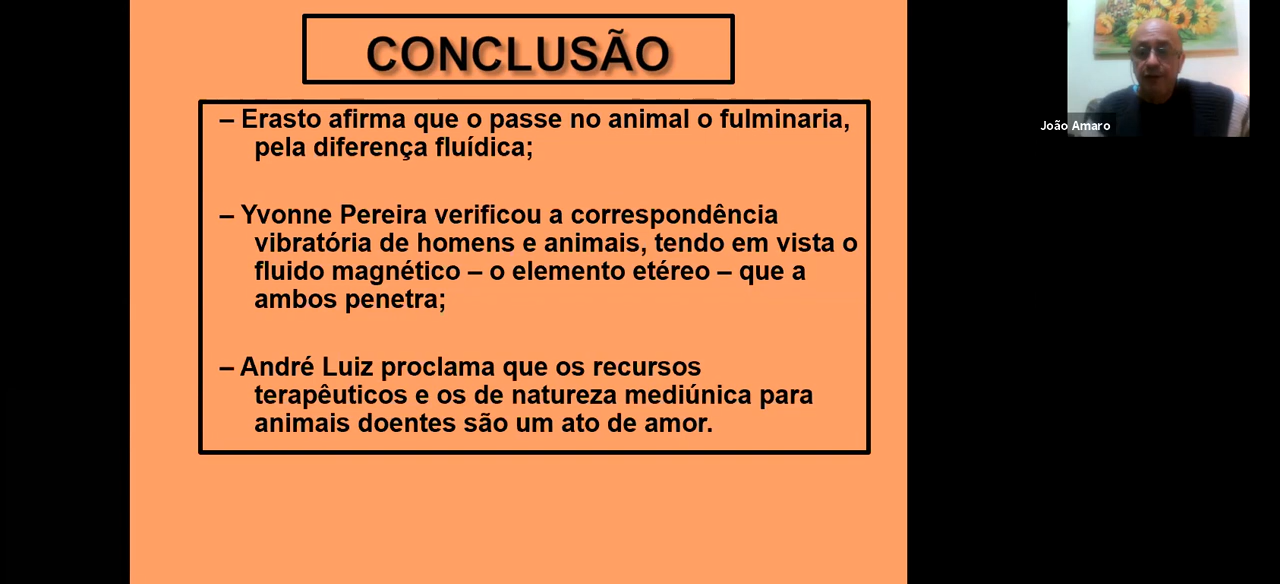 CONCLUSÃO
– Erasto afirma que o passe no animal o fulminaria,
pela diferença fluídica;
– Yvonne Pereira verificou a correspondência
vibratória de homens e animais, tendo em vista o
fluido magnético – o elemento etéreo – que a
ambos penetra;
– André Luiz proclama que os recursos
terapêuticos e os de natureza mediúnica para
animais doentes são um ato de amor.
João Amaro